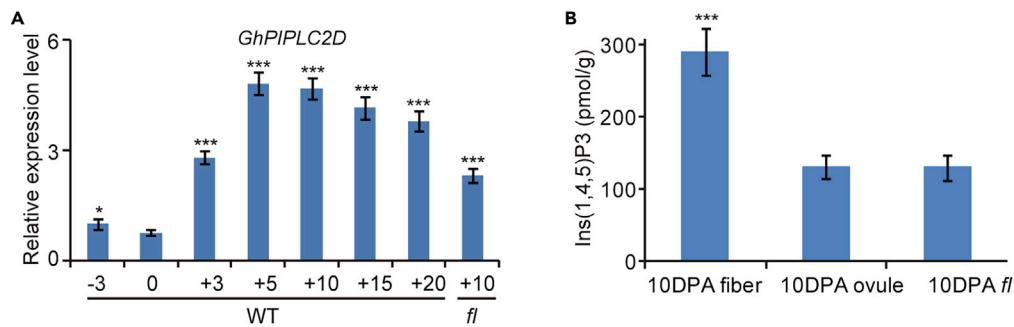 A
GhPIPLC2D
Relative expression level
6
3
0
*
***
***
***
***
***
***
-3 0 +3 +5 +10 +15 +20 +10
WT fl
B
***
Ins(1,4,5)P3 (pmol/g)
300
200
100
0
10DPA fiber 10DPA ovule 10DPA fl